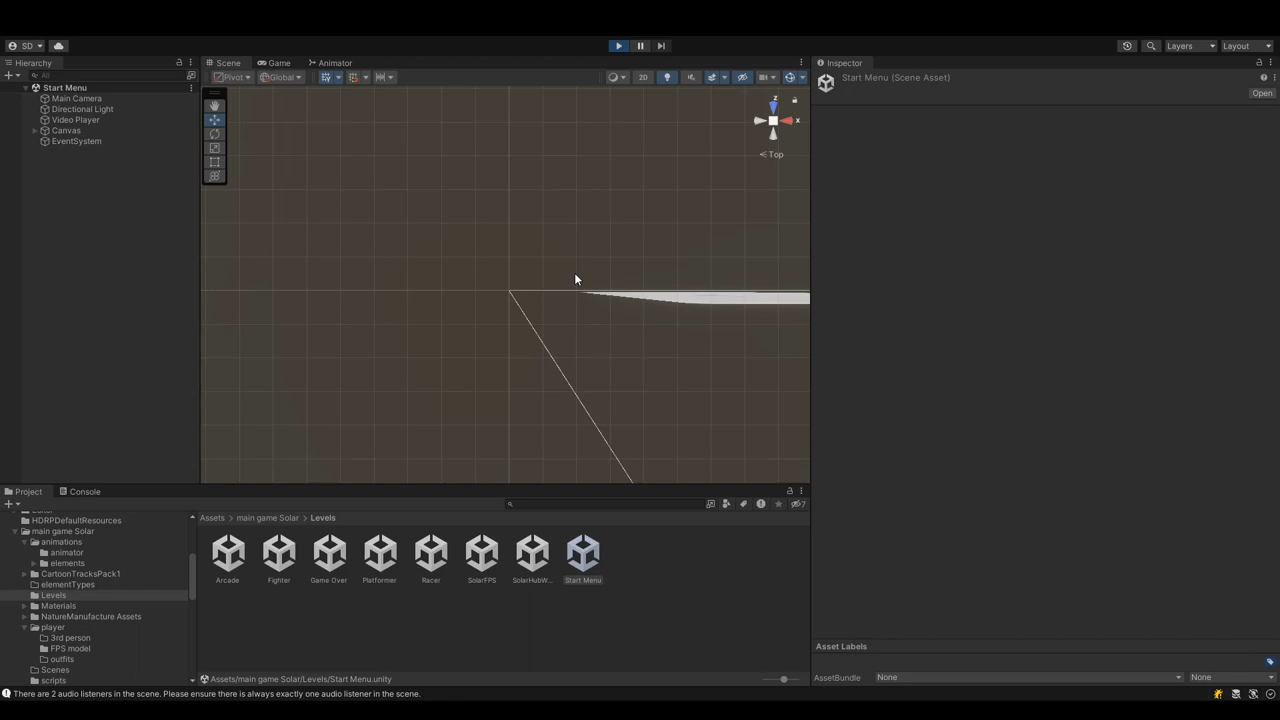 SD
Layers
Layout
Hierarchy
Scene
Game
Animator
Inspector
All
Pivot
Global
2D
Start Menu (Scene Asset)
Open
Start Menu
Main Camera
Directional Light
Video Player
Canvas
EventSystem
z
x
Top
Project
Console
7
HDRPDefaultResources
main game Solar
animations
animator
elements
CartoonTracksPack1
elementTypes
Levels
Materials
NatureManufacture Assets
player
3rd person
FPS model
outfits
Scenes
scripts
Assets > main game Solar > Levels
Arcade
Fighter
Game Over
Platformer
Racer
SolarFPS
SolarHubW...
Start Menu
Assets/main game Solar/Levels/Start Menu.unity
Asset Labels
AssetBundle
None
None
There are 2 audio listeners in the scene. Please ensure there is always exactly one audio listener in the scene.